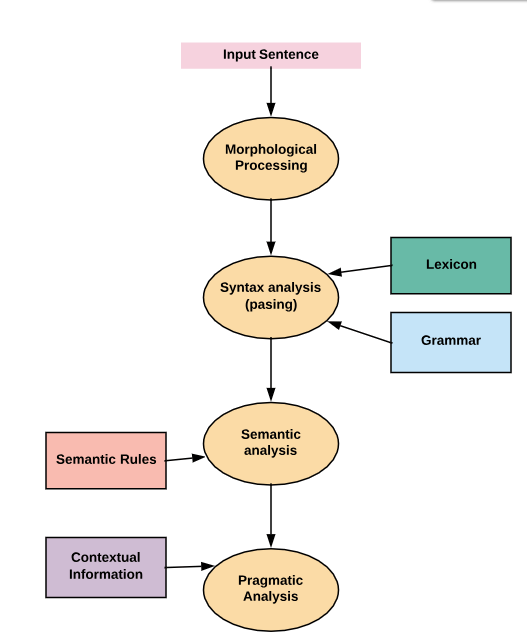 Input Sentence
Morphological
Processing
Syntax analysis
(pasing)
Lexicon
Grammar
Semantic
analysis
Semantic Rules
Contextual
Information
Pragmatic
Analysis